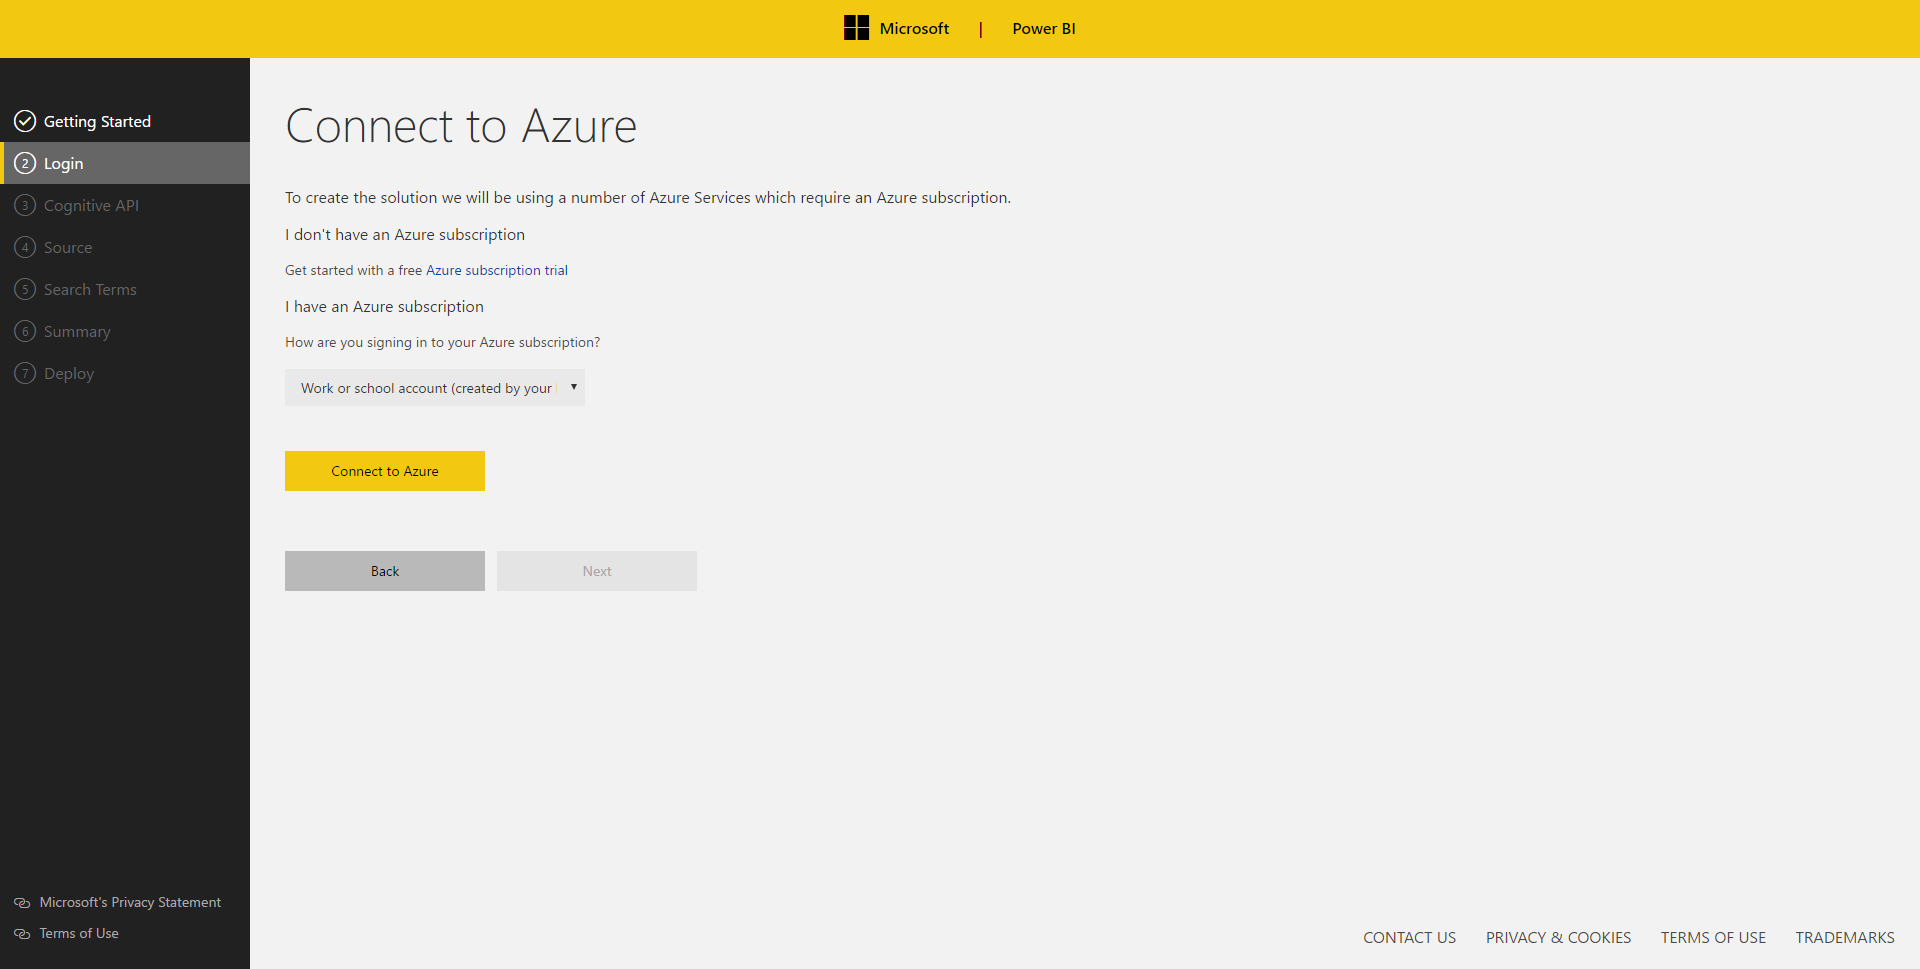 Microsoft | Power BI
Getting Started
2 Login
3 Cognitive API
4 Source
5 Search Terms
6 Summary
7 Deploy
Microsoft's Privacy Statement
Terms of Use
Connect to Azure
To create the solution we will be using a number of Azure Services which require an Azure subscription.
I don't have an Azure subscription
Get started with a free Azure subscription trial
I have an Azure subscription
How are you signing in to your Azure subscription?
Work or school account (created by your
Connect to Azure
Back Next
CONTACT US PRIVACY & COOKIES TERMS OF USE TRADEMARKS